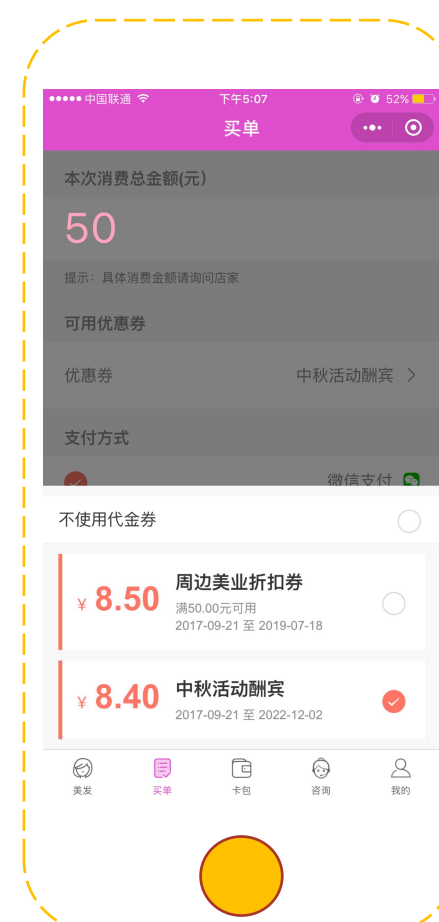 中国联通 下午5:07 52%
买单
本次消费总金额(元)
50
提示：具体消费金额请询问店家
可用优惠券
优惠券 中秋活动酬宾
支付方式
微信支付
不使用代金券
¥ 8.50 周边美业折扣券
满50.00元可用
2017-09-21 至 2019-07-18
¥ 8.40 中秋活动酬宾
2017-09-21 至 2022-12-02
美发 买单 卡包 咨询 我的